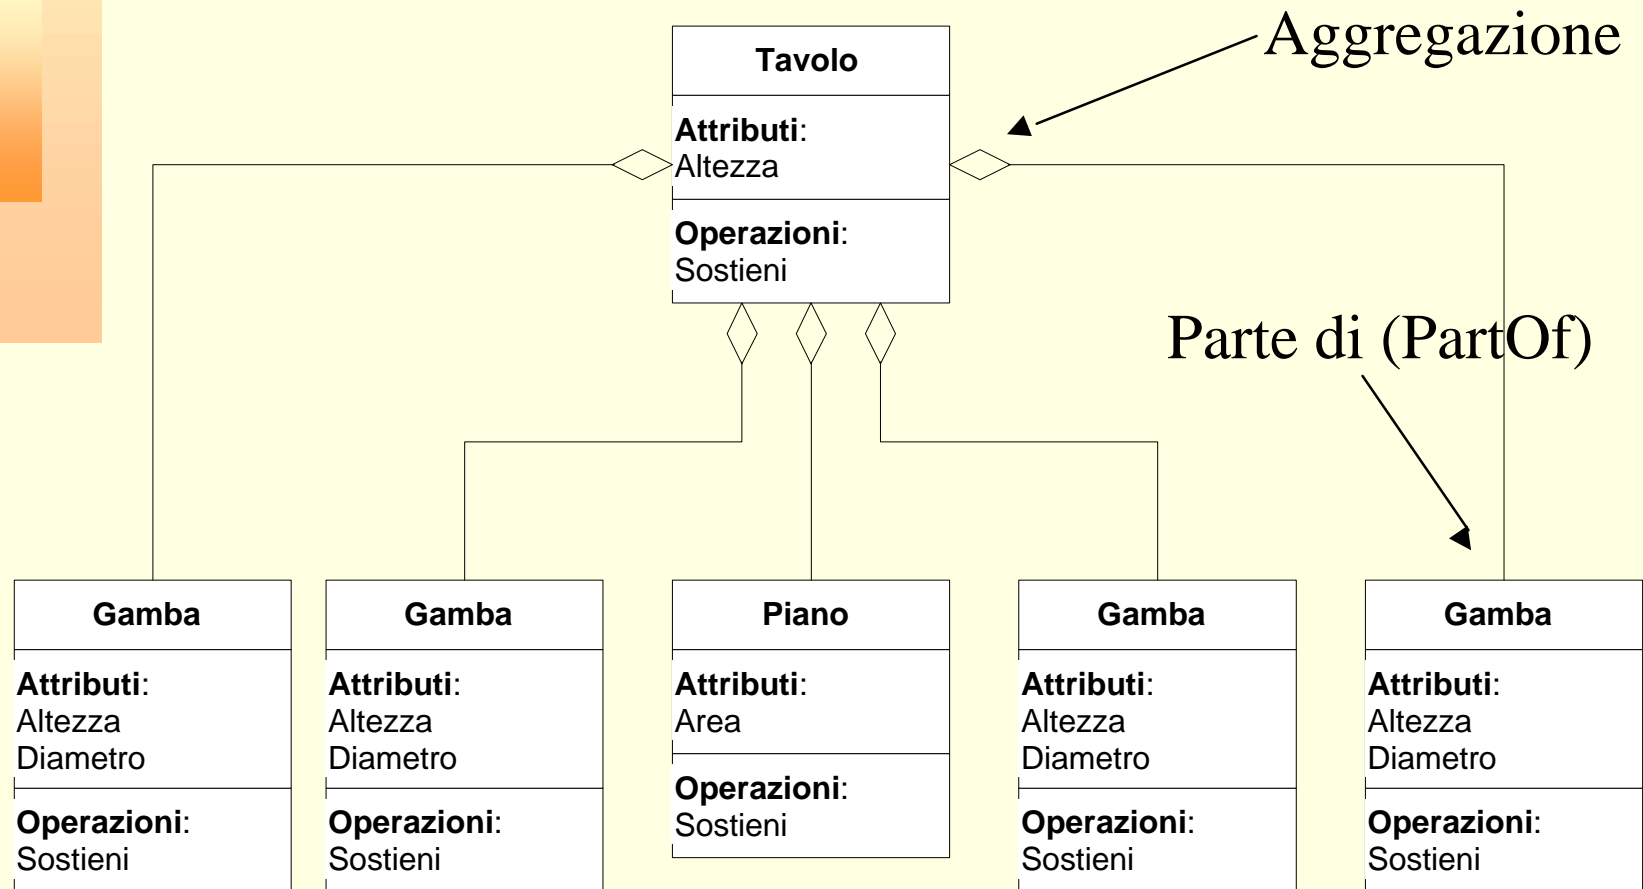 Aggregazione
Tavolo
Attributi:
Altezza
Operazioni:
Sostieni
Parte di (PartOf)
Gamba
Attributi:
Altezza
Diametro
Operazioni:
Sostieni
Gamba
Attributi:
Altezza
Diametro
Operazioni:
Sostieni
Piano
Attributi:
Area
Operazioni:
Sostieni
Gamba
Attributi:
Altezza
Diametro
Operazioni:
Sostieni
Gamba
Attributi:
Altezza
Diametro
Operazioni:
Sostieni